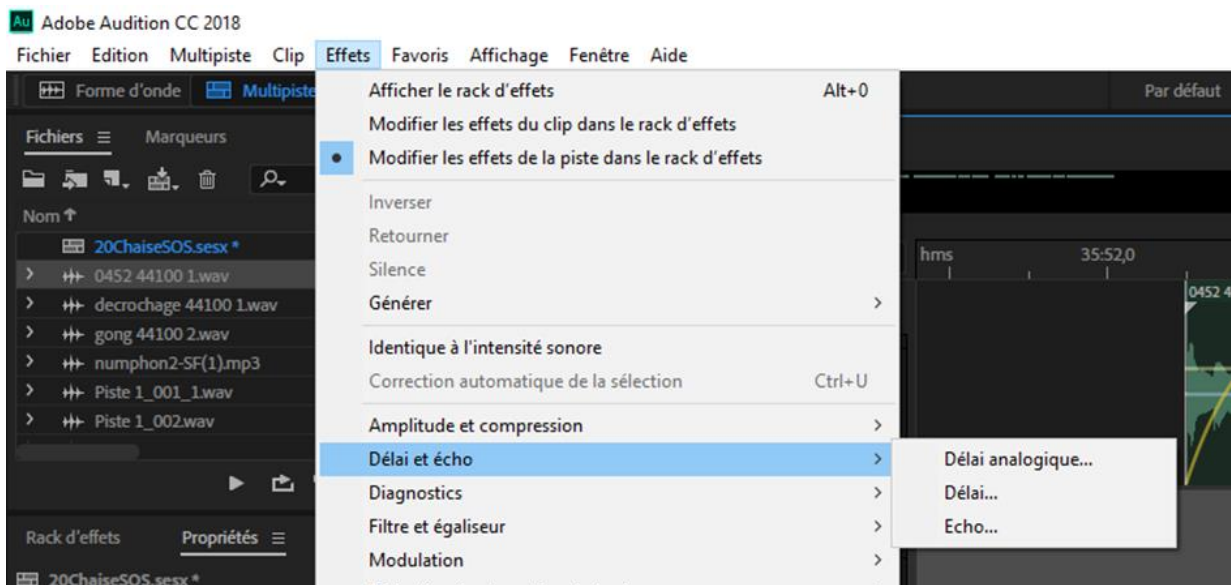 Au Adobe Audition CC 2018
Fichier Edition Multipiste Clip Effets Favoris Affichage Fenêtre Aide
Forme d'onde Multipiste Par défaut
Afficher le rack d'effets Alt+0
Modifier les effets du clip dans le rack d'effets
Modifier les effets de la piste dans le rack d'effets
Fichiers Marqueurs
Nom
Inverser
Retourner
Silence
Générer
20ChaiseSOS.sesx *
0452 44100 1.wav
decrochage 44100 1.wav
gong 44100 2.wav
numphon2-SF(1).mp3
Piste 1_001_1.wav
Piste 1_002.wav
hms 35:52,0
0452 4
Identique à l'intensité sonore
Correction automatique de la sélection Ctrl+U
Amplitude et compression
Délai et écho
Diagnostics
Filtre et égaliseur
Modulation
Délai analogique...
Délai...
Echo...
Rack d'effets Propriétés
20ChaiseSOS.sesx *